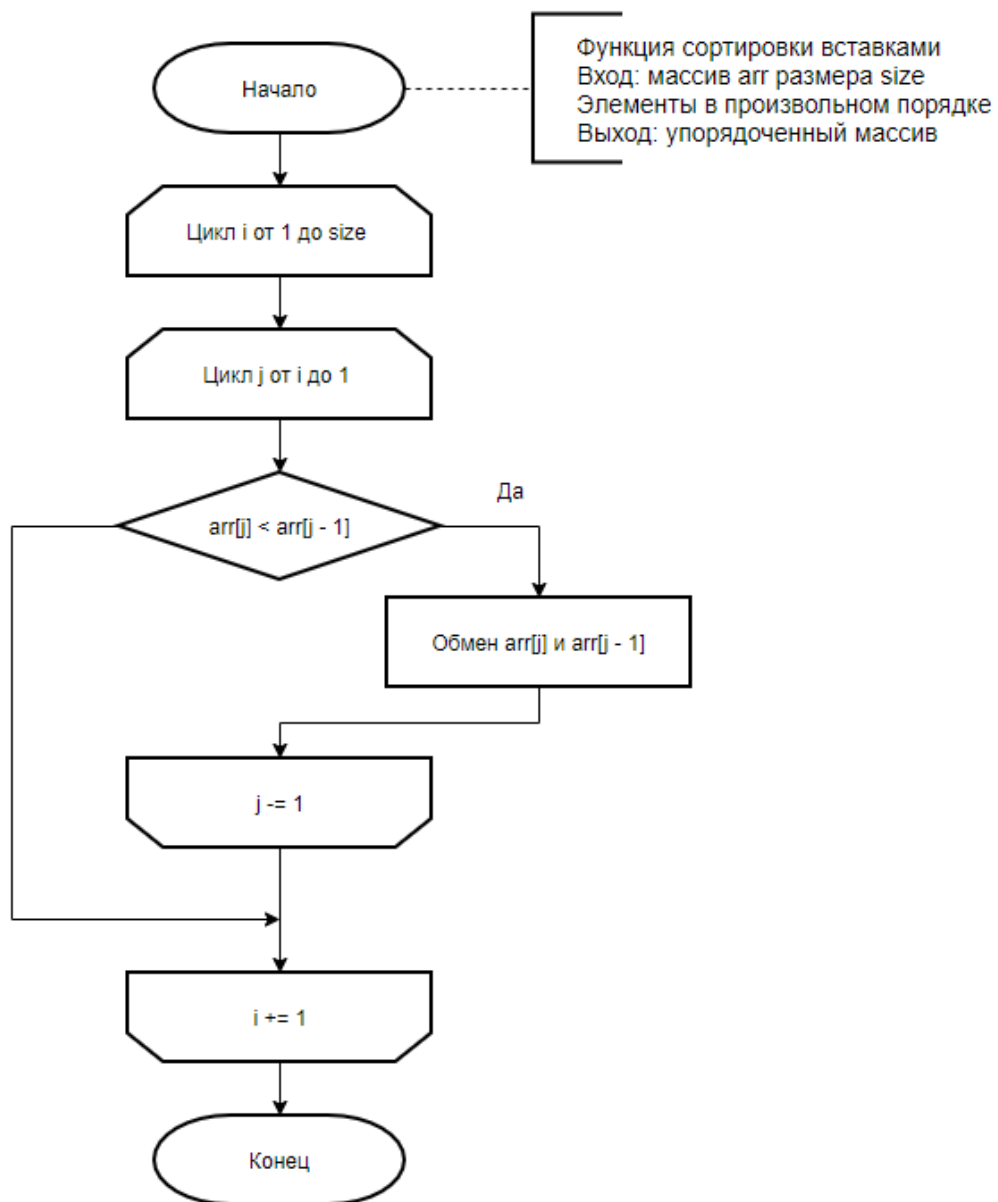 Начало
Функция сортировки вставками
Вход: массив arr размера size
Элементы в произвольном порядке
Выход: упорядоченный массив
Цикл i от 1 до size
Цикл j от i до 1
arr[j] < arr[j - 1]
Да
Обмен arr[j] и arr[j - 1]
j -= 1
i += 1
Конец